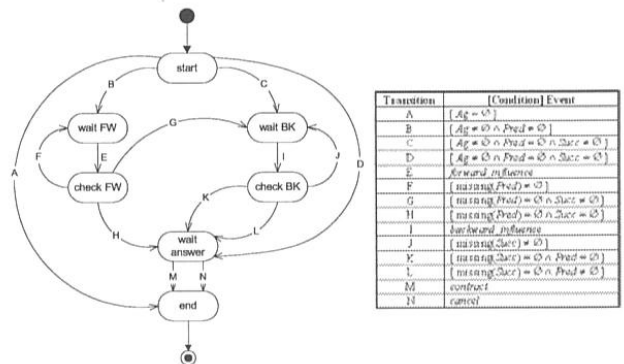 start
B
C
wait FW
wait BK
G
F
E
I
J
A
D
check FW
check BK
K
H
L
wait
answer
M
N
end
Transition [Condition] Event
A [ Ag = ∅ ]
B [ Ag ≠ ∅ ∧ Pred ≠ ∅ ]
C [ Ag ≠ ∅ ∧ Pred = ∅ ∧ Succ ≠ ∅ ]
D [ Ag ≠ ∅ ∧ Pred = ∅ ∧ Succ = ∅ ]
E forward_influence
F [ missing(Pred) ≠ ∅ ]
G [ missing(Pred) = ∅ ∧ Succ ≠ ∅ ]
H [ missing(Pred) = ∅ ∧ Succ = ∅ ]
I backward_influence
J [ missing(Succ) ≠ ∅ ]
K [ missing(Succ) = ∅ ∧ Pred = ∅ ]
L [ missing(Succ) = ∅ ∧ Pred ≠ ∅ ]
M contract
N cancel